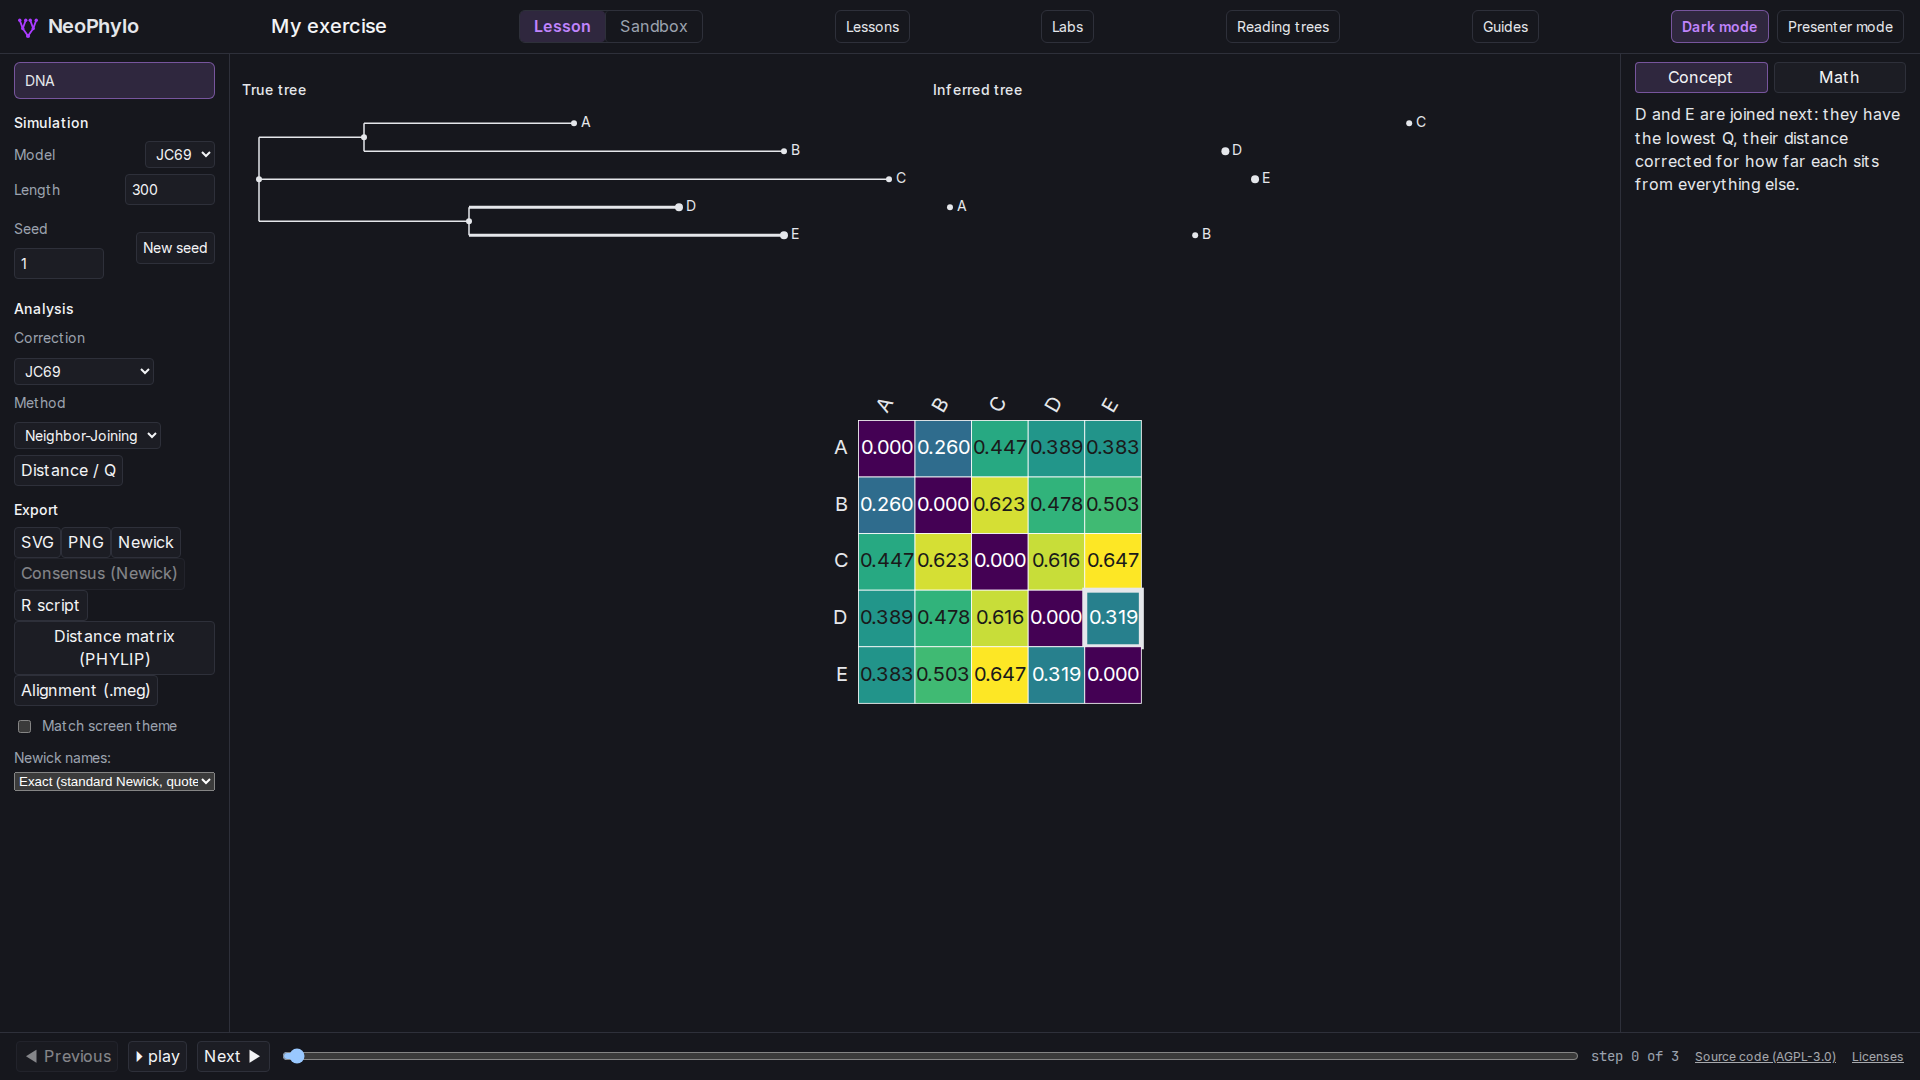 NeoPhylo
My exercise
Lesson Sandbox
Lessons
Labs
Reading trees
Guides
Dark mode
Presenter mode
DNA
Simulation
Model JC69
Length 300
Seed
1
New seed
Analysis
Correction
JC69
Method
Neighbor-Joining
Distance / Q
Export
SVG PNG Newick
Consensus (Newick)
R script
Distance matrix
(PHYLIP)
Alignment (.meg)
Match screen theme
Newick names:
Exact (standard Newick, quote
True tree
A
B
C
D
E
Inferred tree
C
D
E
A
B
A B C D E
A 0.000 0.260 0.447 0.389 0.383
B 0.260 0.000 0.623 0.478 0.503
C 0.447 0.623 0.000 0.616 0.647
D 0.389 0.478 0.616 0.000 0.319
E 0.383 0.503 0.647 0.319 0.000
Concept Math
D and E are joined next: they have
the lowest Q, their distance
corrected for how far each sits
from everything else.
Previous play Next
step 0 of 3
Source code (AGPL-3.0)
Licenses